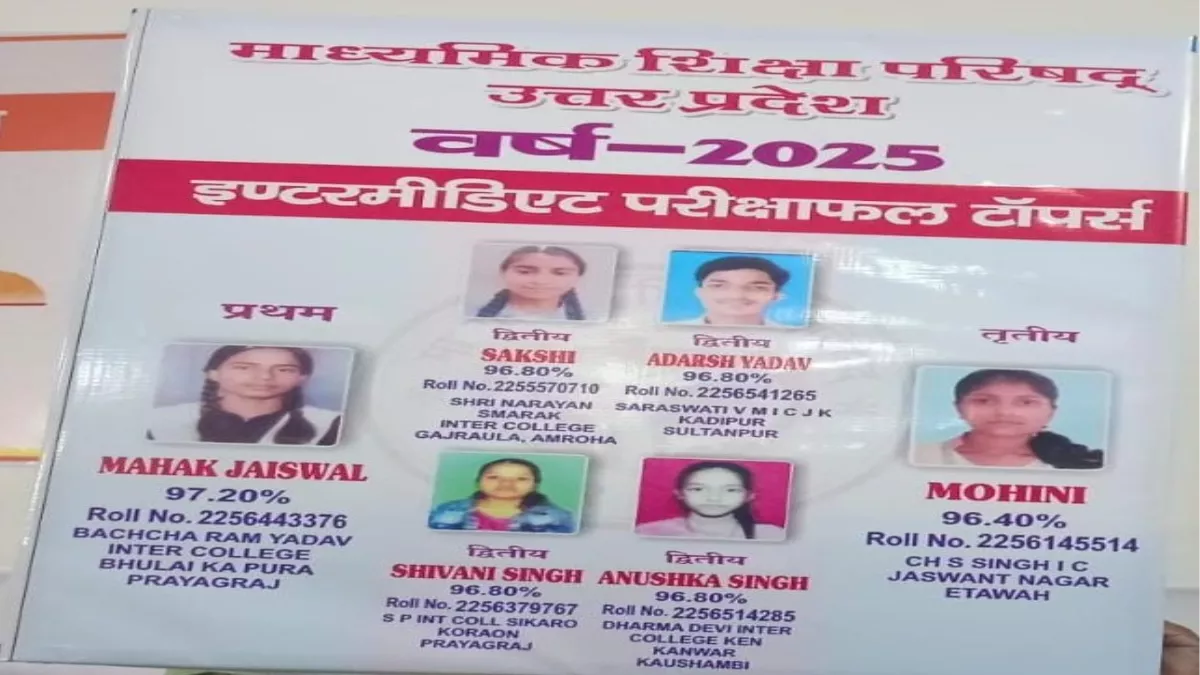 माध्यमिक शिक्षा परिषद्
उत्तर प्रदेश
वर्ष–2025
इण्टरमीडिएट परीक्षाफल टॉपर्स
प्रथम
MAHAK JAISWAL
97.20%
Roll No. 2256443376
BACHCHA RAM YADAV
INTER COLLEGE
BHULAI KA PURA
PRAYAGRAJ
द्वितीय
SAKSHI
96.80%
Roll No. 2255570710
SHRI NARAYAN
SMARAK
INTER COLLEGE
GAJRAULA, AMROHA
द्वितीय
ADARSH YADAV
96.80%
Roll No. 2256541265
SARASWATI V M I C J K
KADIPUR
SULTANPUR
द्वितीय
SHIVANI SINGH
96.80%
Roll No. 2256379767
S P INT COLL SIKARO
KORAON
PRAYAGRAJ
द्वितीय
ANUSHKA SINGH
96.80%
Roll No. 2256514285
DHARMA DEVI INTER
COLLEGE KEN
KANWAR
KAUSHAMBI
तृतीय
MOHINI
96.40%
Roll No. 2256145514
CH S SINGH I C
JASWANT NAGAR
ETAWAH